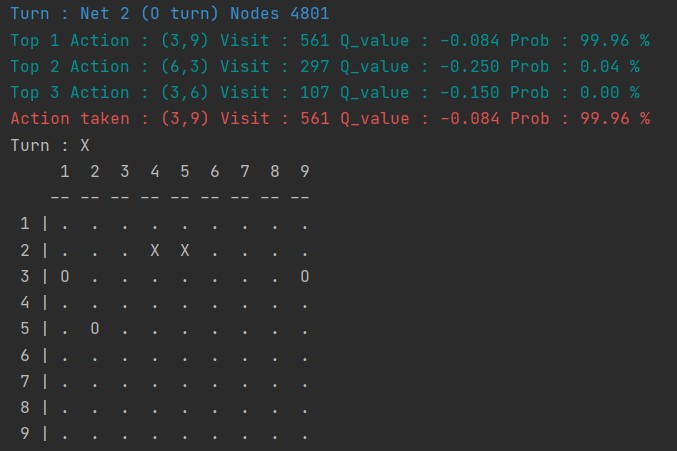 Turn : Net 2 (O turn) Nodes 4801
Top 1 Action : (3,9) Visit : 561 Q_value : -0.084 Prob : 99.96 %
Top 2 Action : (6,3) Visit : 297 Q_value : -0.250 Prob : 0.04 %
Top 3 Action : (3,6) Visit : 107 Q_value : -0.150 Prob : 0.00 %
Action taken : (3,9) Visit : 561 Q_value : -0.084 Prob : 99.96 %
Turn : X
    1  2  3  4  5  6  7  8  9
   -- -- -- -- -- -- -- -- --
1 | .  .  .  .  .  .  .  .  .
2 | .  .  .  X  X  .  .  .  .
3 | O  .  .  .  .  .  .  .  O
4 | .  .  .  .  .  .  .  .  .
5 | .  O  .  .  .  .  .  .  .
6 | .  .  .  .  .  .  .  .  .
7 | .  .  .  .  .  .  .  .  .
8 | .  .  .  .  .  .  .  .  .
9 | .  .  .  .  .  .  .  .  .